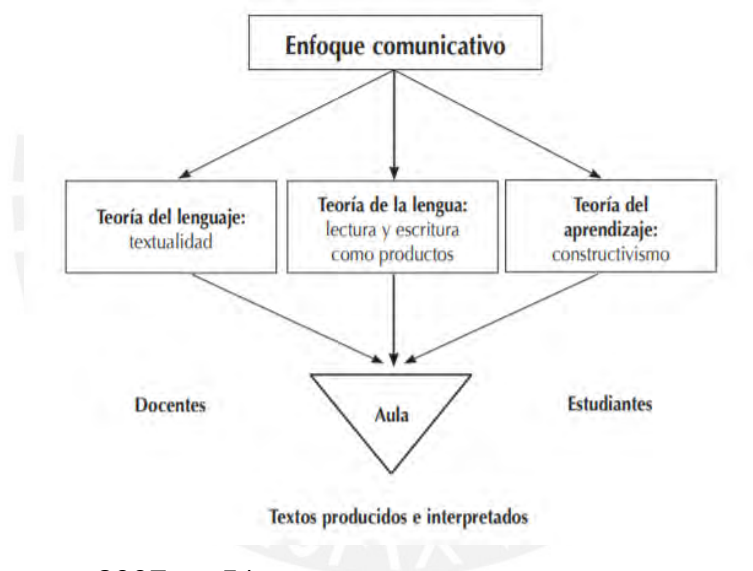 Enfoque comunicativo
Teoría del lenguaje:
textualidad
Teoría de la lengua:
lectura y escritura
como productos
Teoría del
aprendizaje:
constructivismo
Docentes
Aula
Estudiantes
Textos producidos e interpretados